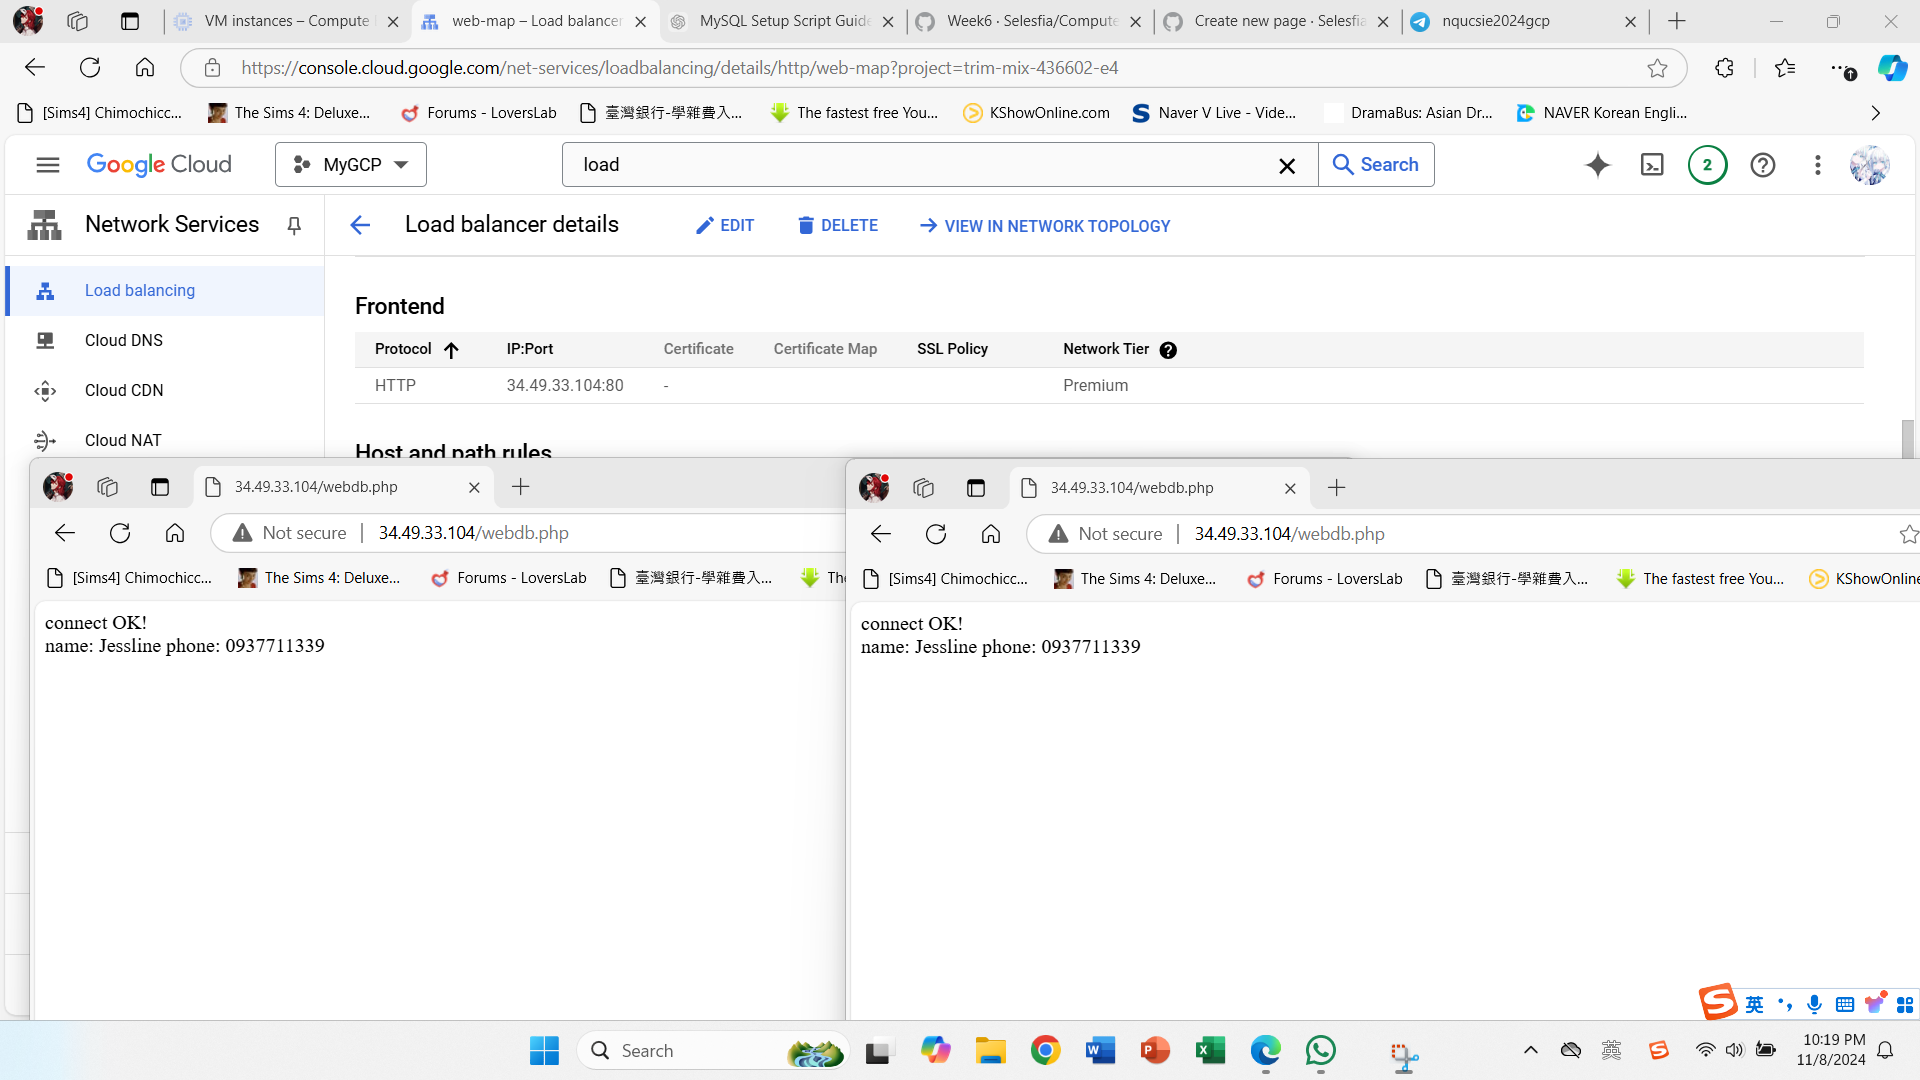 VM instances – Compute
web-map – Load balancer
MySQL Setup Script Guide
Week6 · Selesfia/Compute
Create new page · Selesfia
nqucsie2024gcp
https://console.cloud.google.com/net-services/loadbalancing/details/http/web-map?project=trim-mix-436602-e4
[Sims4] Chimochicc...
The Sims 4: Deluxe...
Forums - LoversLab
臺灣銀行-學雜費入...
The fastest free You...
KShowOnline.com
Naver V Live - Vide...
DramaBus: Asian Dr...
NAVER Korean Engli...
Google Cloud
MyGCP
load
Search
2
Network Services
Load balancer details
EDIT
DELETE
VIEW IN NETWORK TOPOLOGY
Load balancing
Cloud DNS
Cloud CDN
Cloud NAT
Frontend
Protocol IP:Port Certificate Certificate Map SSL Policy Network Tier
HTTP 34.49.33.104:80 - Premium
Host and path rules
34.49.33.104/webdb.php
Not secure 34.49.33.104/webdb.php
[Sims4] Chimochicc...
The Sims 4: Deluxe...
Forums - LoversLab
臺灣銀行-學雜費入...
The
connect OK!
name: Jessline phone: 0937711339
34.49.33.104/webdb.php
Not secure 34.49.33.104/webdb.php
[Sims4] Chimochicc...
The Sims 4: Deluxe...
Forums - LoversLab
臺灣銀行-學雜費入...
The fastest free You...
KShowOnline
connect OK!
name: Jessline phone: 0937711339
英
Search
英
10:19 PM
11/8/2024